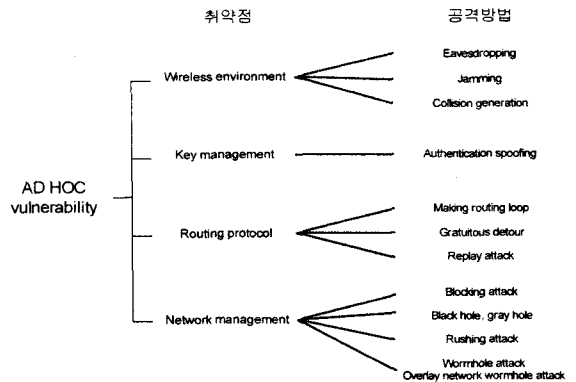 취약점
공격방법
AD HOC
vulnerability
Wireless environment
Eavesdropping
Jamming
Collision generation
Key management
Authentication spoofing
Routing protocol
Making routing loop
Gratuitous detour
Replay attack
Network management
Blocking attack
Black hole, gray hole
Rushing attack
Wormhole attack
Overlay network wormhole attack